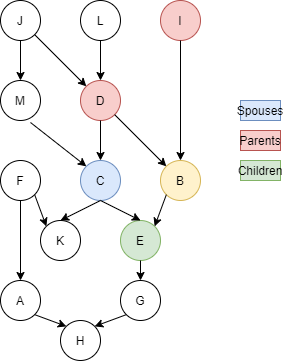 J L I
M D
Spouses
Parents
Children
F C B
K E
A G
H